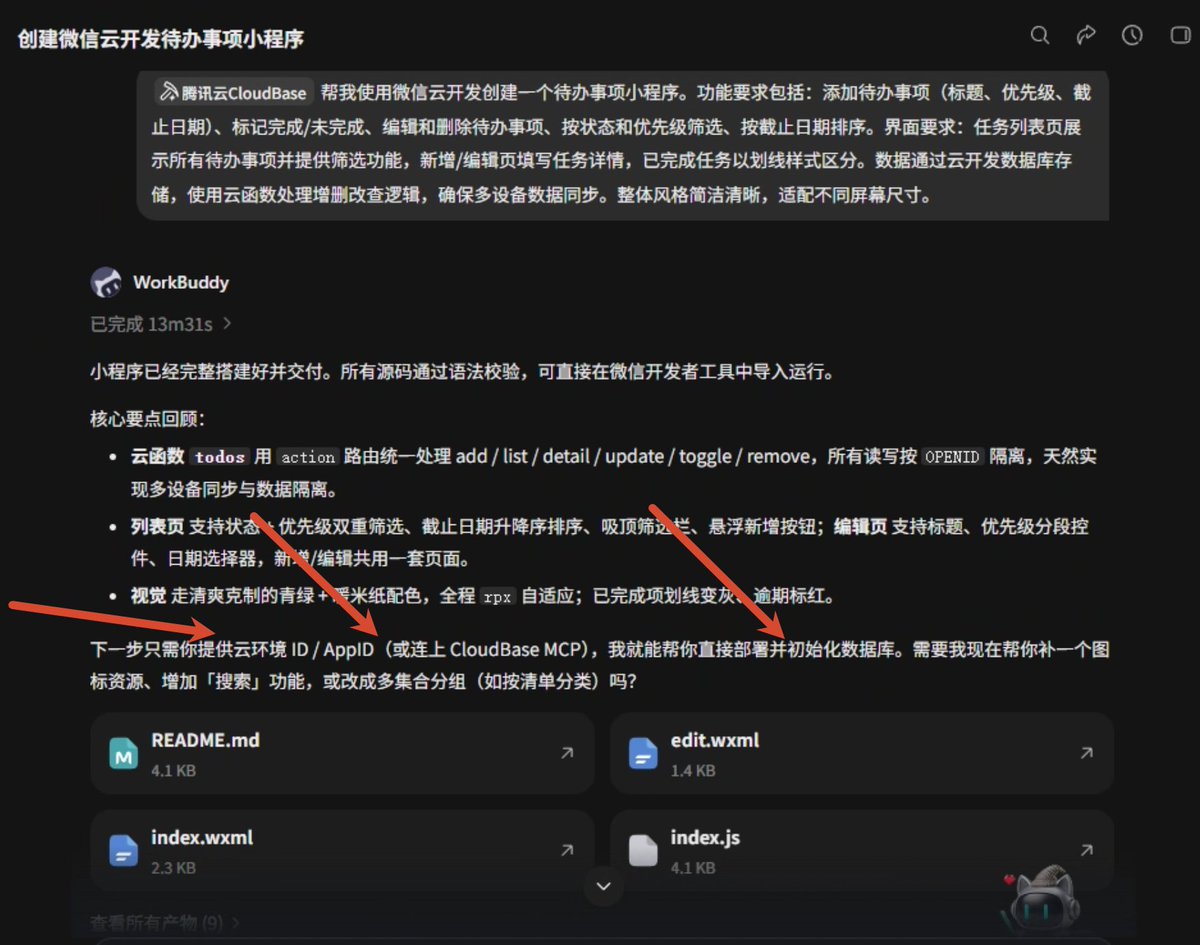 创建微信云开发待办事项小程序
腾讯云CloudBase 帮我使用微信云开发创建一个待办事项小程序。功能要求包括：添加待办事项（标题、优先级、截
止日期）、标记完成/未完成、编辑和删除待办事项、按状态和优先级筛选、按截止日期排序。界面要求：任务列表页展
示所有待办事项并提供筛选功能，新增/编辑页填写任务详情，已完成任务以划线样式区分。数据通过云开发数据库存
储，使用云函数处理增删改查逻辑，确保多设备数据同步。整体风格简洁清晰，适配不同屏幕尺寸。
WorkBuddy
已完成 13m31s
小程序已经完整搭建好并交付。所有源码通过语法校验，可直接在微信开发者工具中导入运行。
核心要点回顾：
云函数 todos 用 action 路由统一处理 add / list / detail / update / toggle / remove，所有读写按 OPENID 隔离，天然实
现多设备同步与数据隔离。
列表页 支持状态 + 优先级双重筛选、截止日期升降序排序、吸顶筛选栏、悬浮新增按钮；编辑页 支持标题、优先级分段控
件、日期选择器，新增/编辑共用一套页面。
视觉 走清爽克制的青绿 + 暖米纸配色，全程 rpx 自适应；已完成项划线变灰、逾期标红。
下一步只需你提供云环境 ID / AppID（或连上 CloudBase MCP），我就能帮你直接部署并初始化数据库。需要我现在帮你补一个图
标资源、增加「搜索」功能，或改成多集合分组（如按清单分类）吗？
README.md
4.1 KB
edit.wxml
1.4 KB
index.wxml
2.3 KB
index.js
4.1 KB
查看所有产物 (9)